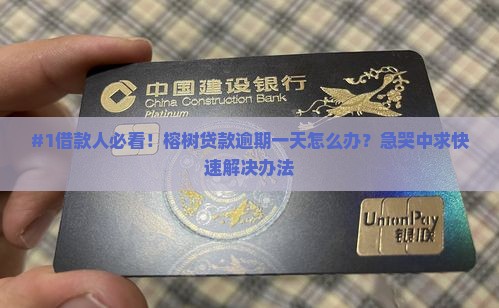 中国建设银行
China Construction Bank
Platinum
#1借款人必看！榕树贷款逾期一天怎么办？急哭中求快
速解决办法
UnionPay
银联